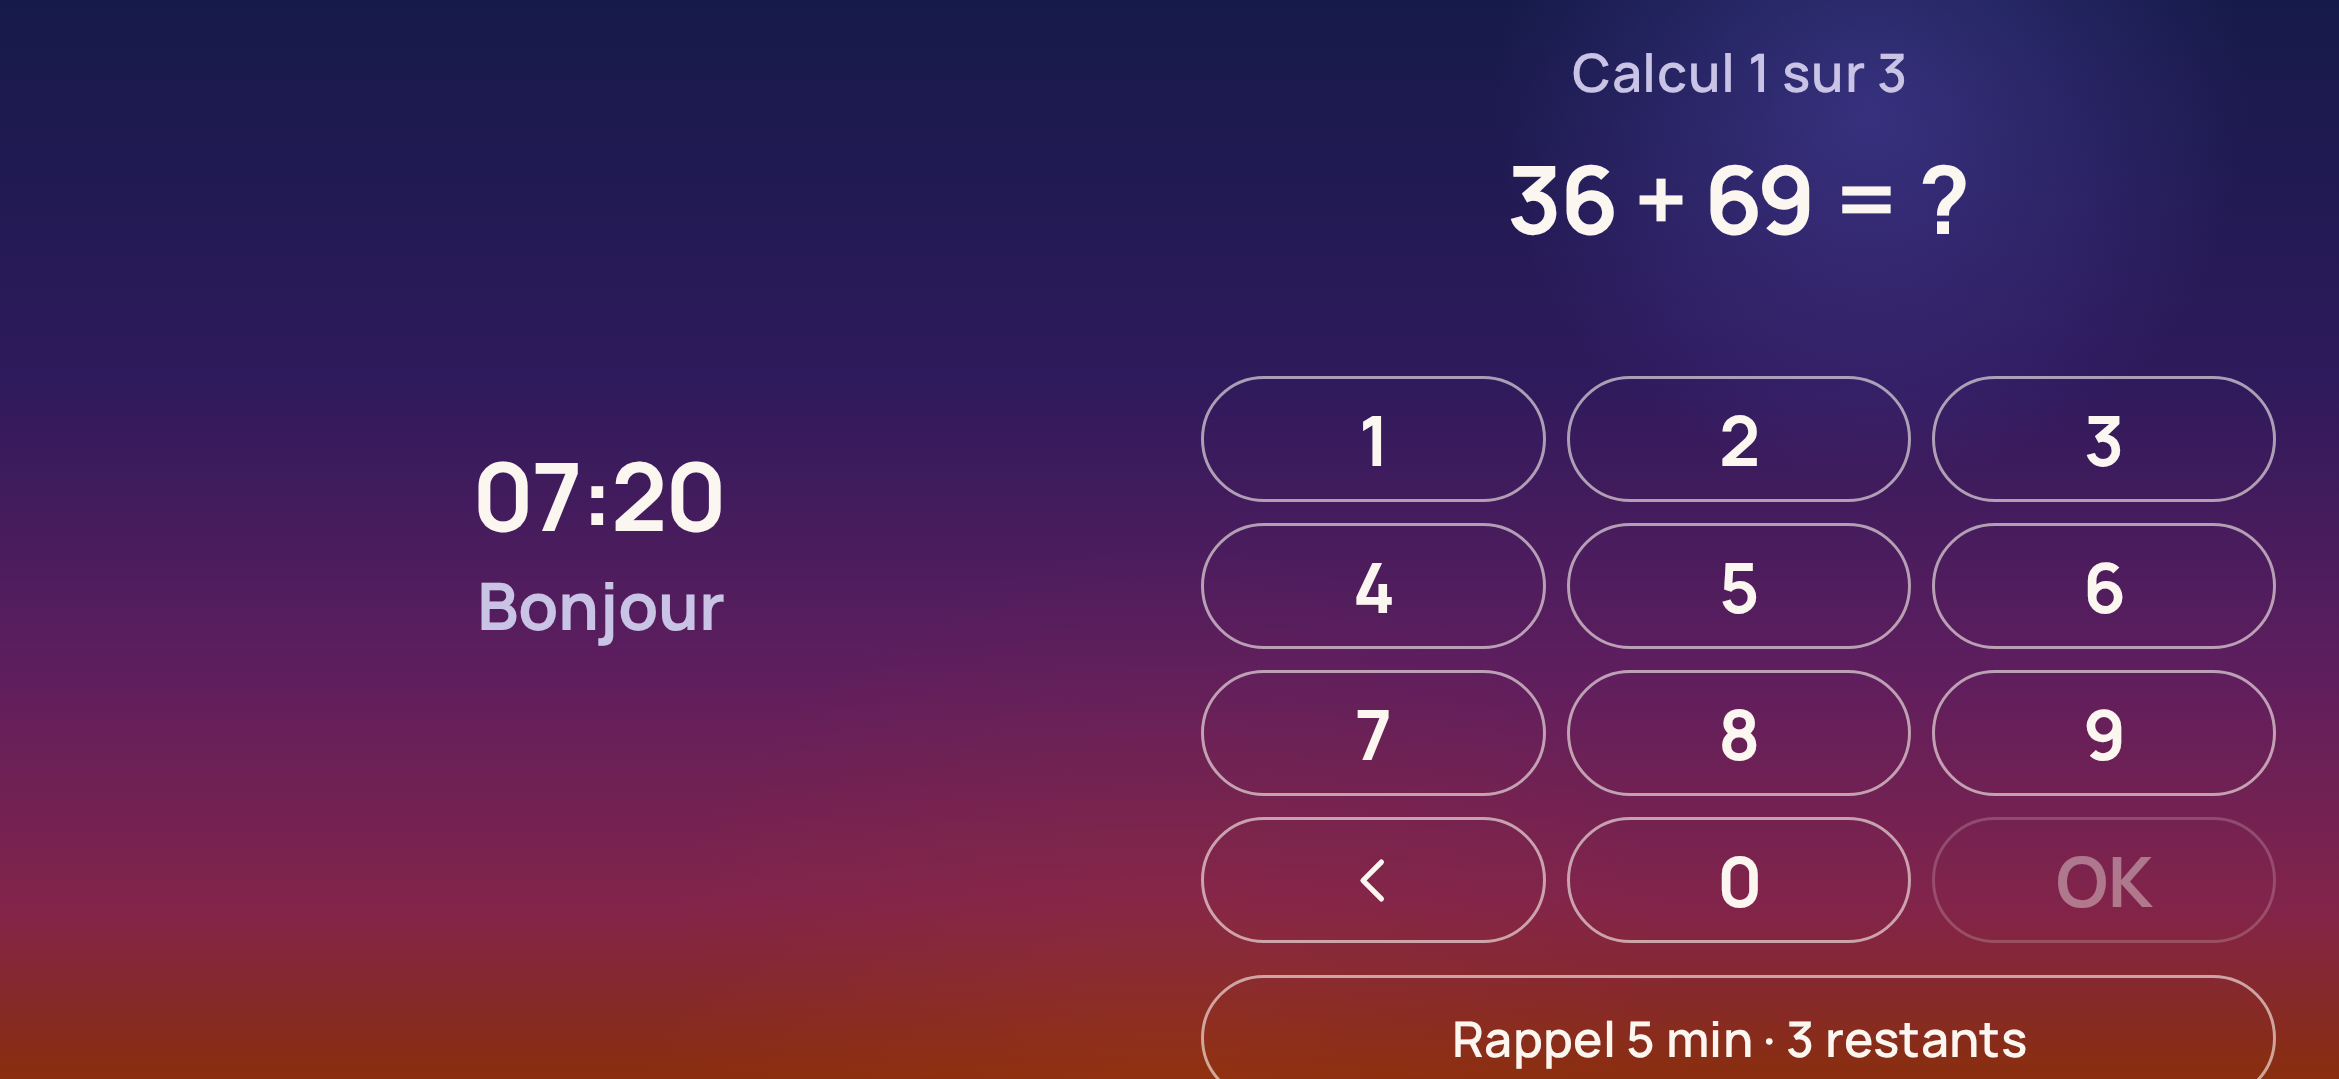 07:20
Bonjour
Calcul 1 sur 3
36 + 69 = ?
1 2 3
4 5 6
7 8 9
< 0 OK
Rappel 5 min · 3 restants